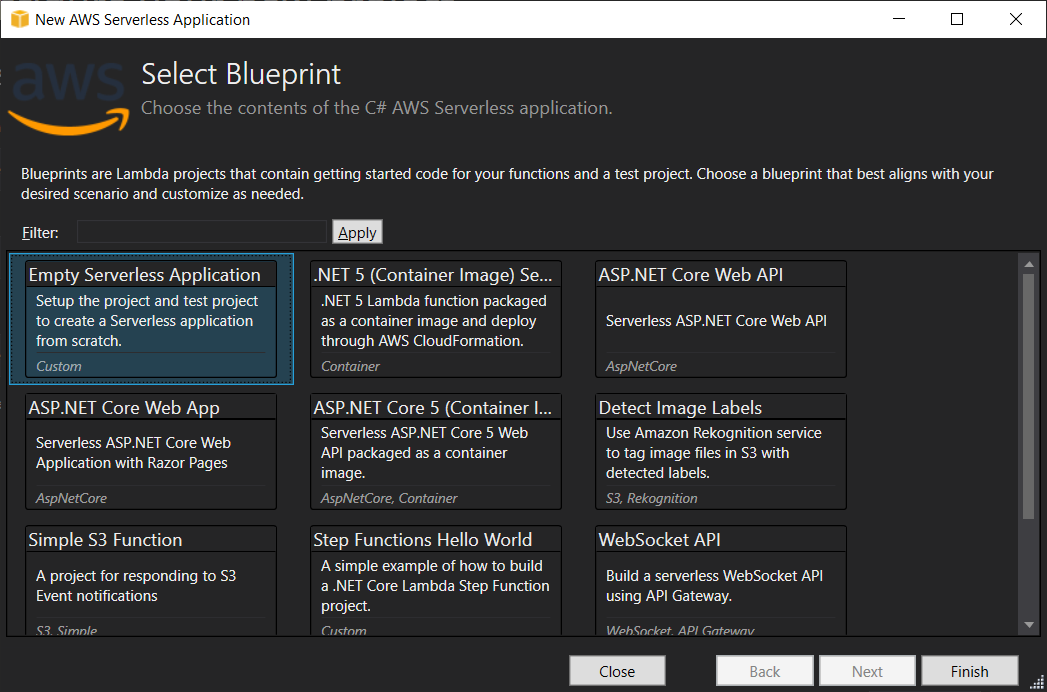 New AWS Serverless Application
aws
Select Blueprint
Choose the contents of the C# AWS Serverless application.
Blueprints are Lambda projects that contain getting started code for your functions and a test project. Choose a blueprint that best aligns with your
desired scenario and customize as needed.
Filter:
Apply
Empty Serverless Application
Setup the project and test project
to create a Serverless application
from scratch.
Custom
.NET 5 (Container Image) Se...
.NET 5 Lambda function packaged
as a container image and deploy
through AWS CloudFormation.
Container
ASP.NET Core Web API
Serverless ASP.NET Core Web API
AspNetCore
ASP.NET Core Web App
Serverless ASP.NET Core Web
Application with Razor Pages
AspNetCore
ASP.NET Core 5 (Container I...
Serverless ASP.NET Core 5 Web
API packaged as a container
image.
AspNetCore, Container
Detect Image Labels
Use Amazon Rekognition service
to tag image files in S3 with
detected labels.
S3, Rekognition
Simple S3 Function
A project for responding to S3
Event notifications
S3, Simple
Step Functions Hello World
A simple example of how to build
a .NET Core Lambda Step Function
project.
Custom
WebSocket API
Build a serverless WebSocket API
using API Gateway.
WebSocket, API Gateway
Close
Back
Next
Finish